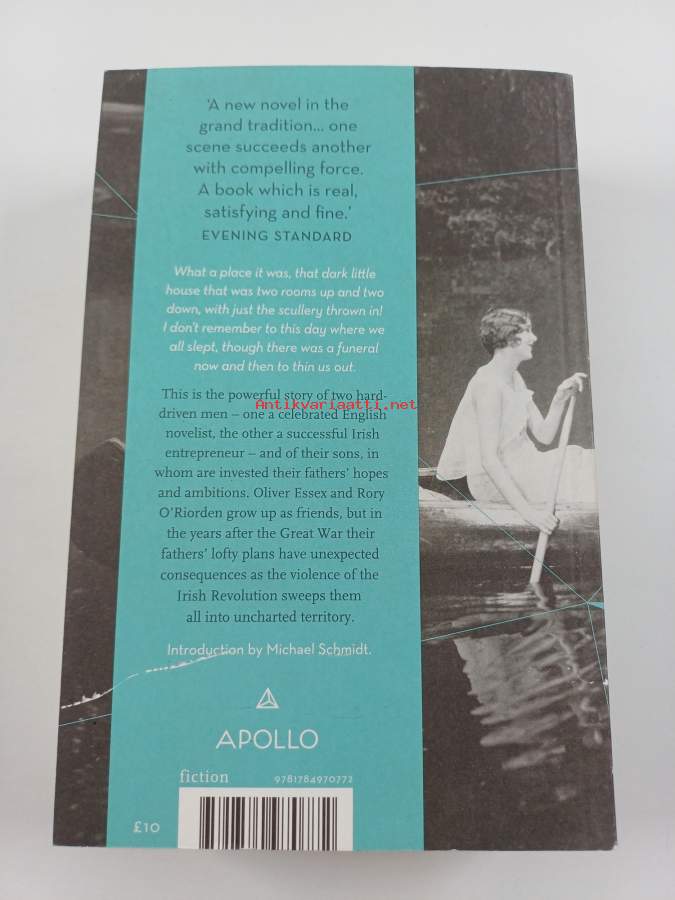 'A new novel in the
grand tradition... one
scene succeeds another
with compelling force.
A book which is real,
satisfying and fine.'
EVENING STANDARD
What a place it was, that dark little
house that was two rooms up and two
down, with just the scullery thrown in!
I don't remember to this day where we
all slept, though there was a funeral
now and then to thin us out.
This is the powerful story of two hard-
Antikvariaatti.net
driven men – one a celebrated English
novelist, the other a successful Irish
entrepreneur – and of their sons, in
whom are invested their fathers' hopes
and ambitions. Oliver Essex and Rory
O'Riorden grow up as friends, but in
the years after the Great War their
fathers' lofty plans have unexpected
consequences as the violence of the
Irish Revolution sweeps them
all into uncharted territory.
Introduction by Michael Schmidt.
APOLLO
fiction 9781784970772
£10